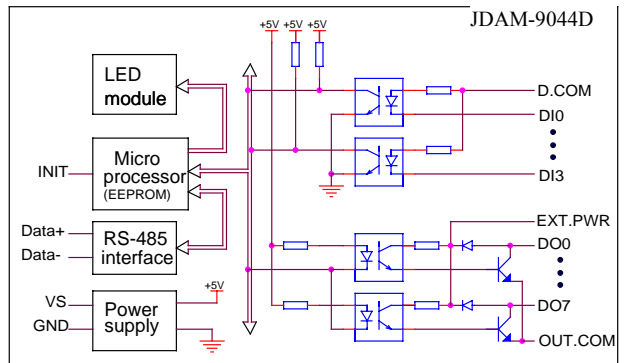 JDAM-9044D
+5V
+5V +5V
LED
module
D.COM
DI0
Micro
processor
(EEPROM)
INIT
DI3
EXT.PWR
Data+
Data-
RS-485
interface
DO0
+5V
VS
GND
Power
supply
DO7
OUT.COM